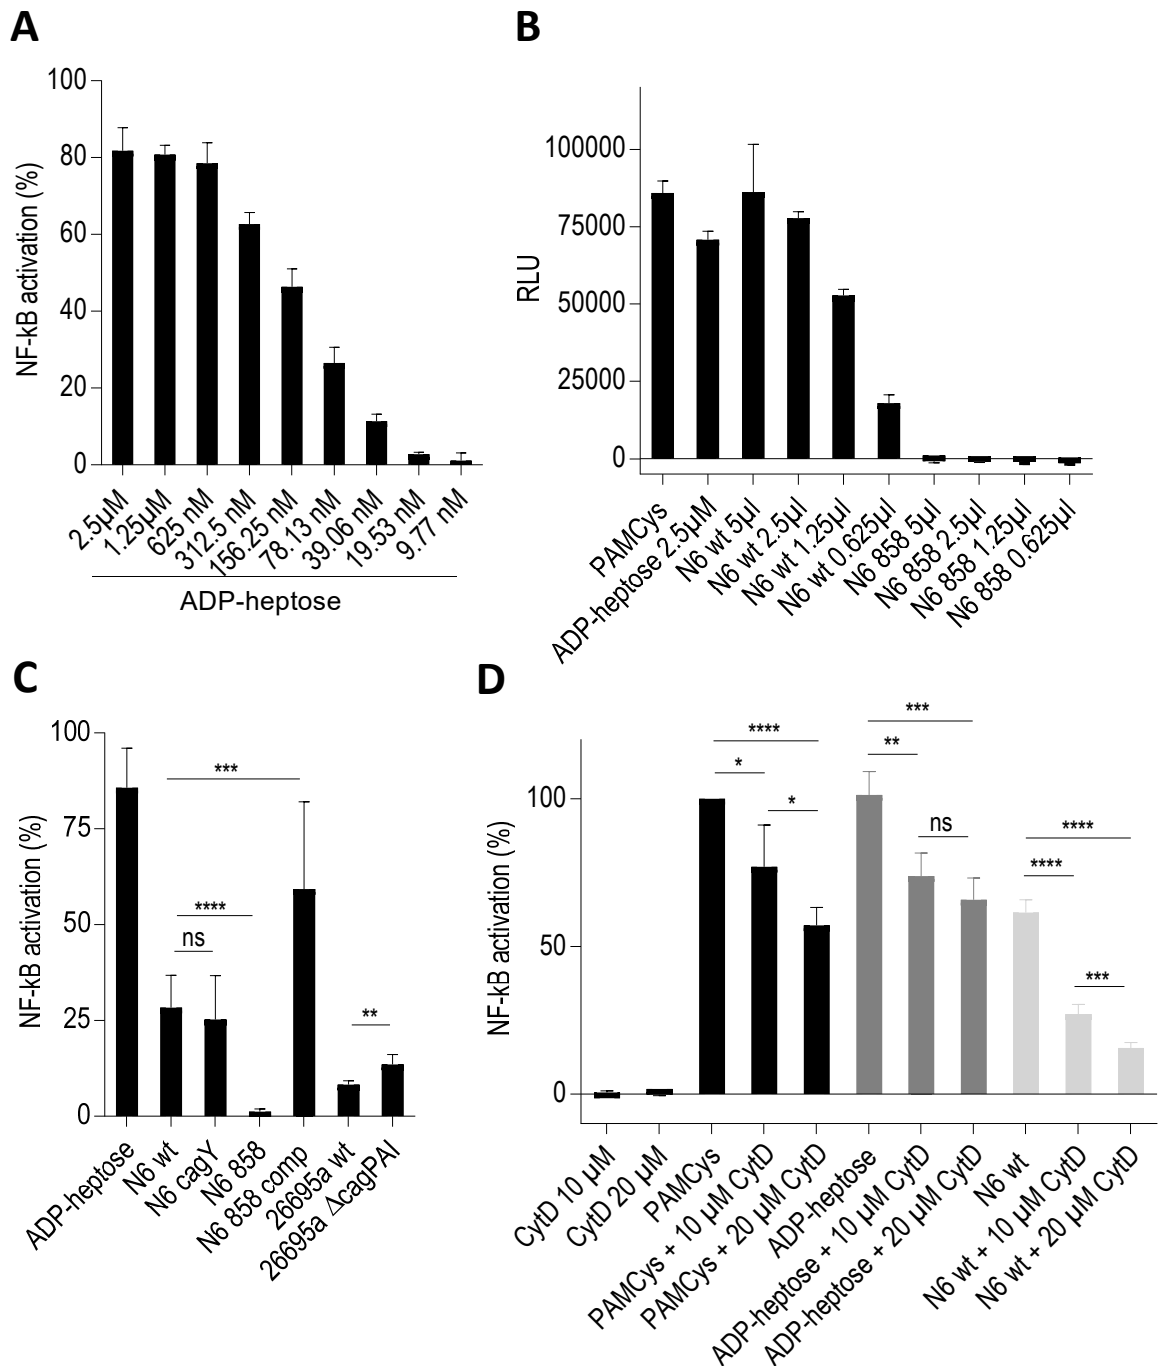 A
NF-kB activation (%)
100
80
60
40
20
0
2.5µM
1.25µM
625 nM
312.5 nM
156.25 nM
78.13 nM
39.06 nM
19.53 nM
9.77 nM
ADP-heptose
B
RLU
100000
75000
50000
25000
0
PAMCys
ADP-heptose 2.5µM
N6 wt 5µl
N6 wt 2.5µl
N6 wt 1.25µl
N6 wt 0.625µl
N6 858 5µl
N6 858 2.5µl
N6 858 1.25µl
N6 858 0.625µl
C
NF-kB activation (%)
100
75
50
25
0
***
****
ns
**
ADP-heptose
N6 wt
N6 cagY
N6 858
N6 858 comp
26695a wt
26695a ΔcagPAI
D
NF-kB activation (%)
100
50
0
****
*
*
***
**
ns
****
****
***
CytD 10 µM
CytD 20 µM
PAMCys
PAMCys + 10 µM CytD
PAMCys + 20 µM CytD
ADP-heptose
ADP-heptose + 10 µM CytD
ADP-heptose + 20 µM CytD
N6 wt
N6 wt + 10 µM CytD
N6 wt + 20 µM CytD